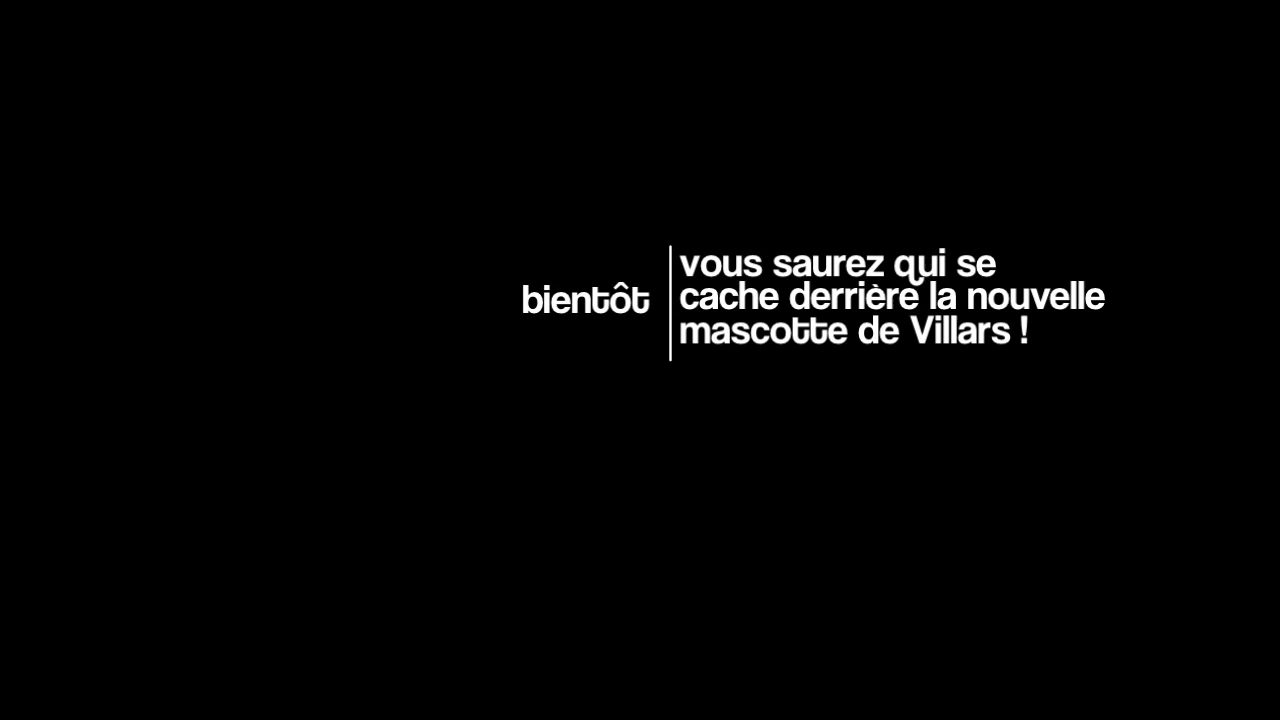 bientôt
vous saurez qui se
cache derrière la nouvelle
mascotte de Villars !